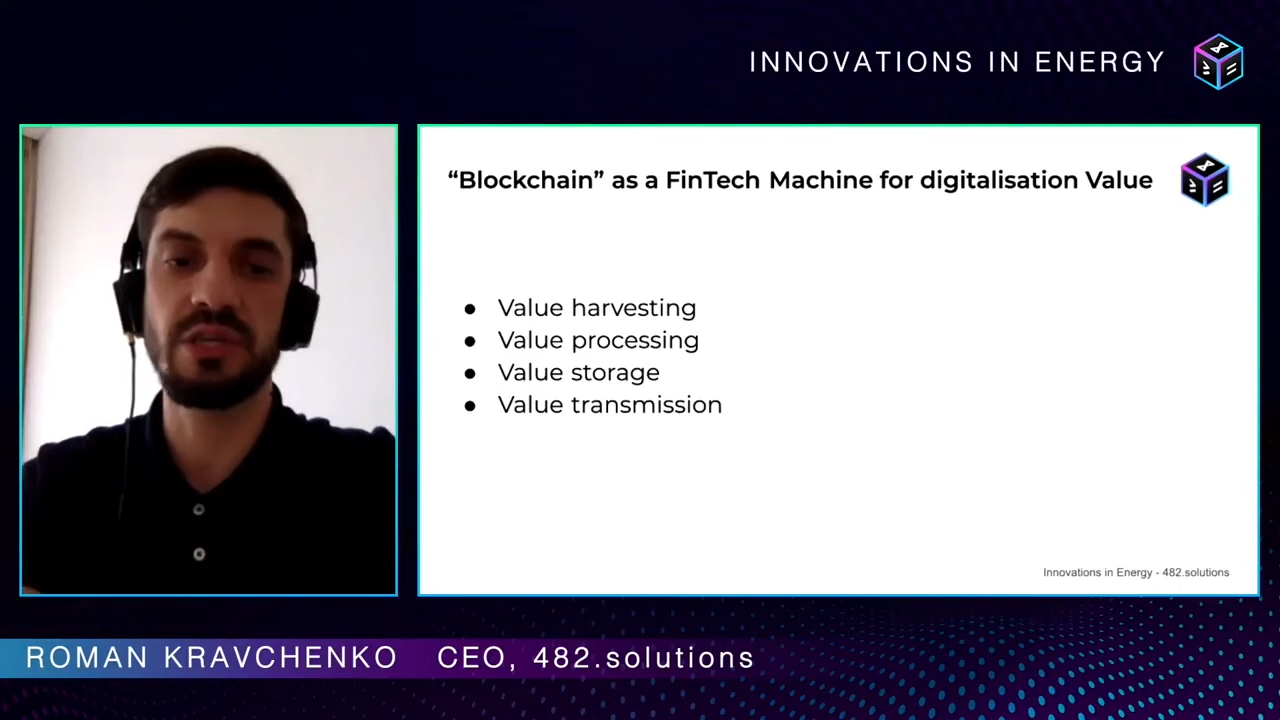 INNOVATIONS IN ENERGY
“Blockchain” as a FinTech Machine for digitalisation Value
● Value harvesting
● Value processing
● Value storage
● Value transmission
Innovations in Energy - 482.solutions
ROMAN KRAVCHENKO CEO, 482.solutions